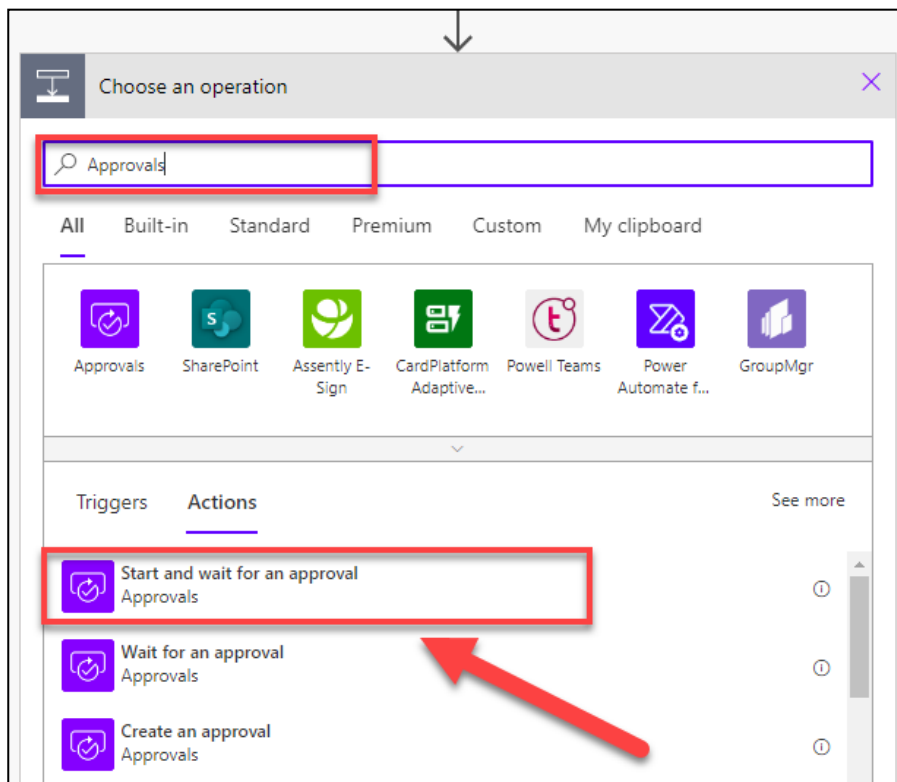 Choose an operation
Approvals
All Built-in Standard Premium Custom My clipboard
Approvals SharePoint Assently E-Sign CardPlatform Adaptive... Powell Teams Power Automate f... GroupMgr
Triggers Actions See more
Start and wait for an approval
Approvals
Wait for an approval
Approvals
Create an approval
Approvals